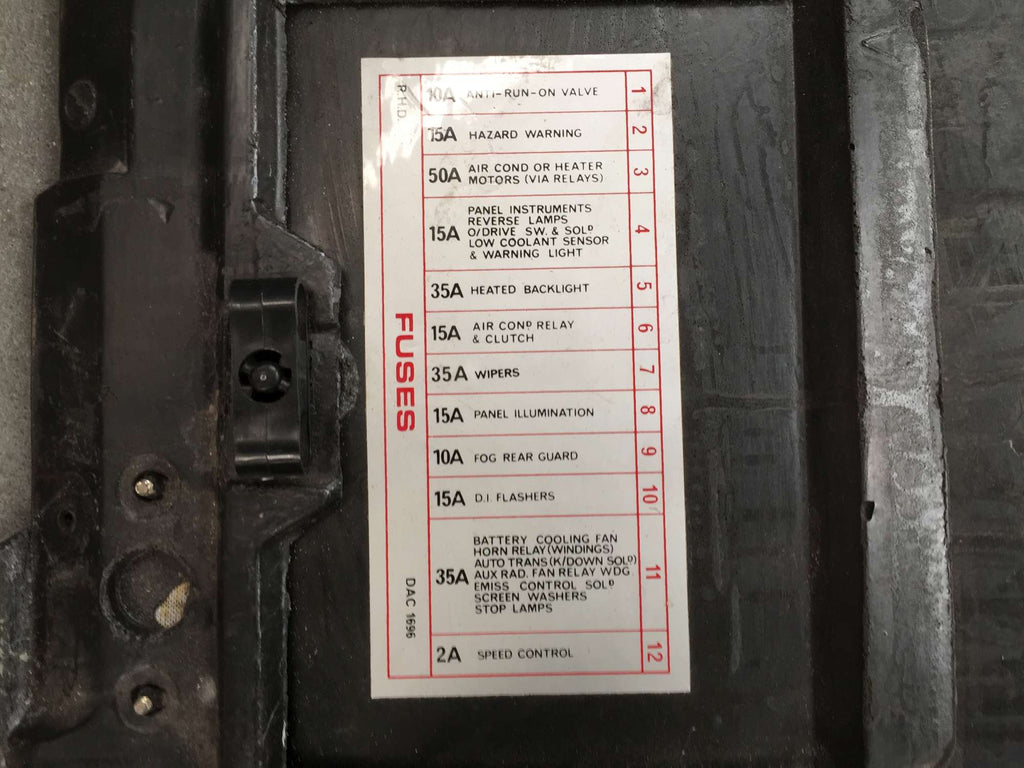 R.H.D.
FUSES
DAC 1696
10A ANTI-RUN-ON VALVE 1
15A HAZARD WARNING 2
50A AIR COND OR HEATER
MOTORS (VIA RELAYS) 3
15A PANEL INSTRUMENTS
REVERSE LAMPS
O/DRIVE SW. & SOLD
LOW COOLANT SENSOR
& WARNING LIGHT 4
35A HEATED BACKLIGHT 5
15A AIR COND RELAY
& CLUTCH 6
35A WIPERS 7
15A PANEL ILLUMINATION 8
10A FOG REAR GUARD 9
15A D.I. FLASHERS 10
35A BATTERY COOLING FAN
HORN RELAY (WINDINGS)
AUTO TRANS (K/DOWN SOLD)
AUX RAD. FAN RELAY WDG.
EMISS CONTROL SOLD
SCREEN WASHERS
STOP LAMPS 11
2A SPEED CONTROL 12